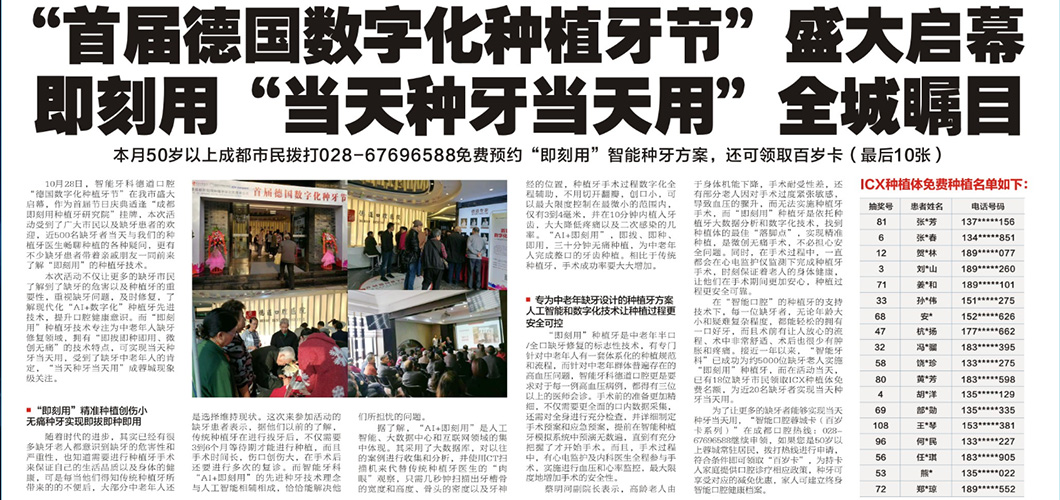 “首届德国数字化种植牙节”盛大启幕
即刻用“当天种牙当天用”全城瞩目
本月50岁以上成都市民拨打028-67696588免费预约“即刻用”智能种牙方案，还可领取百岁卡（最后10张）
10月28日，智能牙科德道口腔
“德国数字化种植牙节”在我市盛大
启幕，作为首届节日庆典适逢“成都
即刻用种植牙研究院”挂牌，本次活
动受到了广大市民以及缺牙患者的欢
迎，近500名缺牙者当天与我们的种
植牙医生畅聊种植的各种疑问，更有
不少缺牙患者带着亲戚朋友一同前来
了解“即刻用”的种植牙技术。
本次活动不仅让更多的缺牙市民
了解到了缺牙的危害以及种植牙的
重要性，重视缺牙问题，及时修复，了
解现代化“AI+数字化”种植牙先进
技术，提升口腔健康意识。而“即刻
用”种植牙技术专注为中老年人缺牙
修复领域，拥有“即拔即种即用、微
创无痛”的技术特点，可实现当天种
牙当天用，受到了缺牙中老年人的肯
定，“当天种牙当天用”成蓉城现象
级关注。
“即刻用”精准种植创伤小
无痛种牙实现即拔即种即用
随着时代的进步，其实已经有很
多缺牙老人都意识到缺牙的危害性和
严重性，也知道需要进行种植牙手术
来保证自己的生活品质以及身体的健
康，可是每当他们得知传统种植牙所
带来的的不便后，大部分中老年人还
首届德国数字化种植牙节
是选择维持现状。这次来参加活动的
缺牙患者表示，据他们以前的了解，
传统种植牙在进行拔牙后，不仅需要
3到6个月等待期才能进行种植，而且
手术时间长，伤口创伤大，在手术后
还要进行多次的复诊。而智能牙科
“AI+即刻用”的先进种牙技术理念
与人工智能相辅相成，恰恰能解决他
们所担忧的问题。
据了解，“AI+即刻用”是人工
智能、大数据中心和互联网领域的集
中体现。其采用了大数据库，对以往
的案例进行收集和分析，并使用CT扫
描机来代替传统种植牙医生的“肉
眼”观察，只需几秒钟扫描出牙槽骨
的宽度和高度，骨头的密度以及牙神
经的位置，种植牙手术过程数字化全
程辅助，不用切开翻瓣，创口小，可
以最大限度控制在最微小的范围内，
仅有3到4毫米，并在10分钟内植入牙
齿，大大降低疼痛以及二次感染的几
率。“AI+即刻用”，即拔，即种，
即用，三十分钟无痛种植，为中老年
人完成整口的牙齿种植。相比于传统
种植牙，手术成功率要大大增加。
专为中老年缺牙设计的种植牙方案
人工智能和数字化技术让种植过程更
安全可控
“即刻用”种植牙是中老年半口
/全口缺牙修复的标志性技术，有专门
针对中老年人有一套体系化的种植规范
和流程，而针对中老年群体普遍存在的
高血压问题，智能牙科德道口腔更是要
求对于每一例高血压病例，都得有三位
以上的医师会诊。手术前的准备更加精
细，不仅需要更全面的口内数据采集，
还需对全身进行充分检查，并详细制定
手术预案和应急预案，提前在智能种植
牙模拟系统中预演无数遍，直到有充分
把握了才开始手术。而且，手术过程
中，有心电监护及内科医生全程参与手
术，实施进行血压和心率监控，最大限
度地增加手术的安全性。
蔡明河副院长表示，高龄老人由
于身体机能下降，手术耐受性差，还
有部分老人因对手术过度紧张敏感，
导致血压的骤升，而无法实施种植牙
手术，而“即刻用”种植牙是依托种
植牙大数据分析和数字化技术，找到
种植体的最佳“落脚点”，实现精准
种植，是微创无痛手术，不必担心安
全问题。同时，在手术过程中，一直
都会在心电监护仪监测下完成种植牙
手术，时刻保证着老人的身体健康，
让他们在手术期间更加安心，种植过
程更安全可靠。
在“智能口腔”的种植牙的支持
技术下，每一位缺牙者，无论年龄大
小和疑难复杂程度，都能轻松的拥有
一口好牙，而且术前有让人放心的流
程、术中非常舒适、术后也很少有肿
胀和疼痛。接近一年以来，“智能牙
科”已成功为约5000位缺牙老人实施
“即刻用”种植牙，而在活动当天，
已有18位缺牙市民领取ICX种植体免
费名额，为近20名缺牙者实现当天种
牙当天用。
为了让更多的缺牙者能够实现当天
种牙当天用，“智能口腔蓉城卡（百岁
卡系列）”在成都口腔热线：028-
67696588继续申领，如果您是50岁以
上蓉城常驻居民，拨打热线进行申请，
符合条件即可领取“百岁卡”，为持卡
人家庭提供口腔诊疗相应政策，种牙可
享受对应的减免优惠，家人可建立终身
智能口腔健康档案。
ICX种植体免费种植名单如下：
抽奖号 患者姓名 电话号码
81 张*芳 137*****156
6 张*春 134*****851
12 贺*林 189*****077
3 刘*山 189*****260
71 姜*和 189*****101
33 孙*伟 151*****275
68 安* 152*****626
47 杭*扬 177*****662
32 冯*骝 183*****395
58 饶*珍 133*****275
80 黄*芳 183*****598
4 胡*洋 135*****129
69 邰*勋 135*****335
108 王*琴 153*****381
96 何*民 133*****227
56 任*琪 183*****905
53 熊* 135*****022
72 郑*琼 189*****562